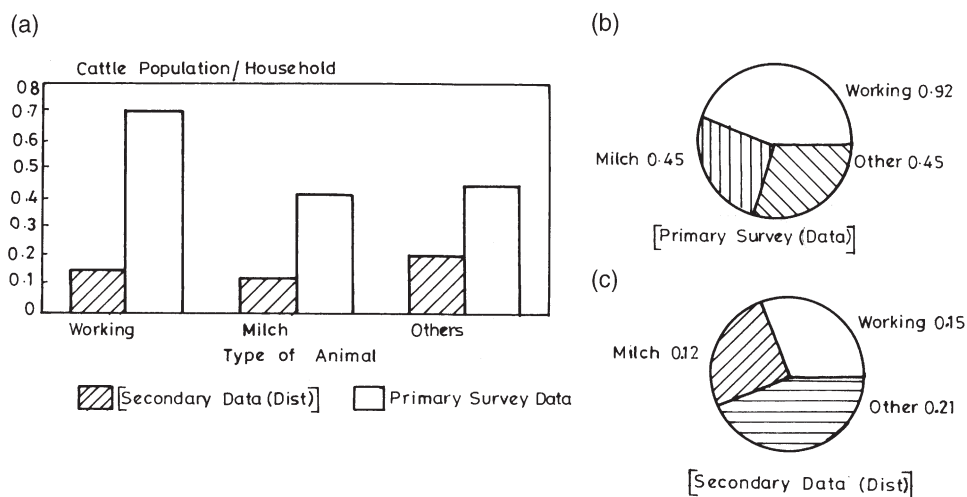 (a)
Cattle Population/Household
0.8
0.7
0.6
0.5
0.4
0.3
0.2
0.1
0
Working Milch Others
Type of Animal
[Secondary Data (Dist)] Primary Survey Data
(b)
Working 0.92
Milch 0.45
Other 0.45
[Primary Survey (Data)]
(c)
Working 0.15
Milch 0.12
Other 0.21
[Secondary Data (Dist)]